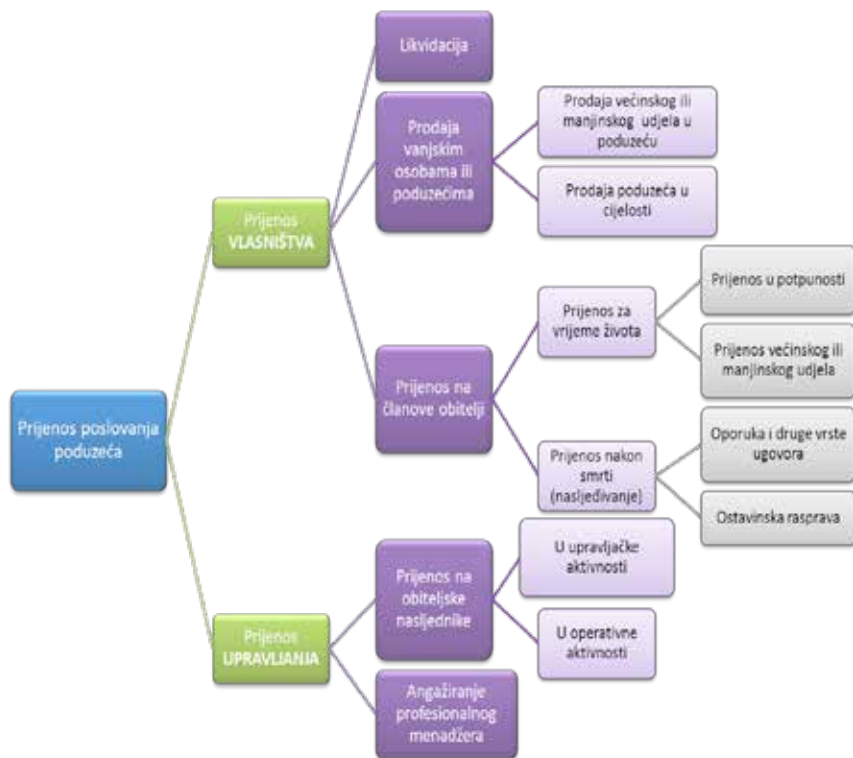 Likvidacija
Prodaja
vanjskim
osobama ili
poduzećima
Prodaja većinskog ili
manjinskog udjela u
poduzeću
Prodaja poduzeća u
cijelosti
Prijenos
VLASNIŠTVA
Prijenos na
članove obitelji
Prijenos za
vrijeme života
Prijenos u potpunosti
Prijenos većinskog ili
manjinskog udjela
Prijenos nakon
smrti
(nasljeđivanje)
Oporuka i druge vrste
ugovora
Ostavinska rasprava
Prijenos poslovanja
poduzeća
Prijenos
UPRAVLJANJA
Prijenos na
obiteljske
nasljednike
U upravljačke
aktivnosti
U operativne
aktivnosti
Angažiranje
profesionalnog
menadžera